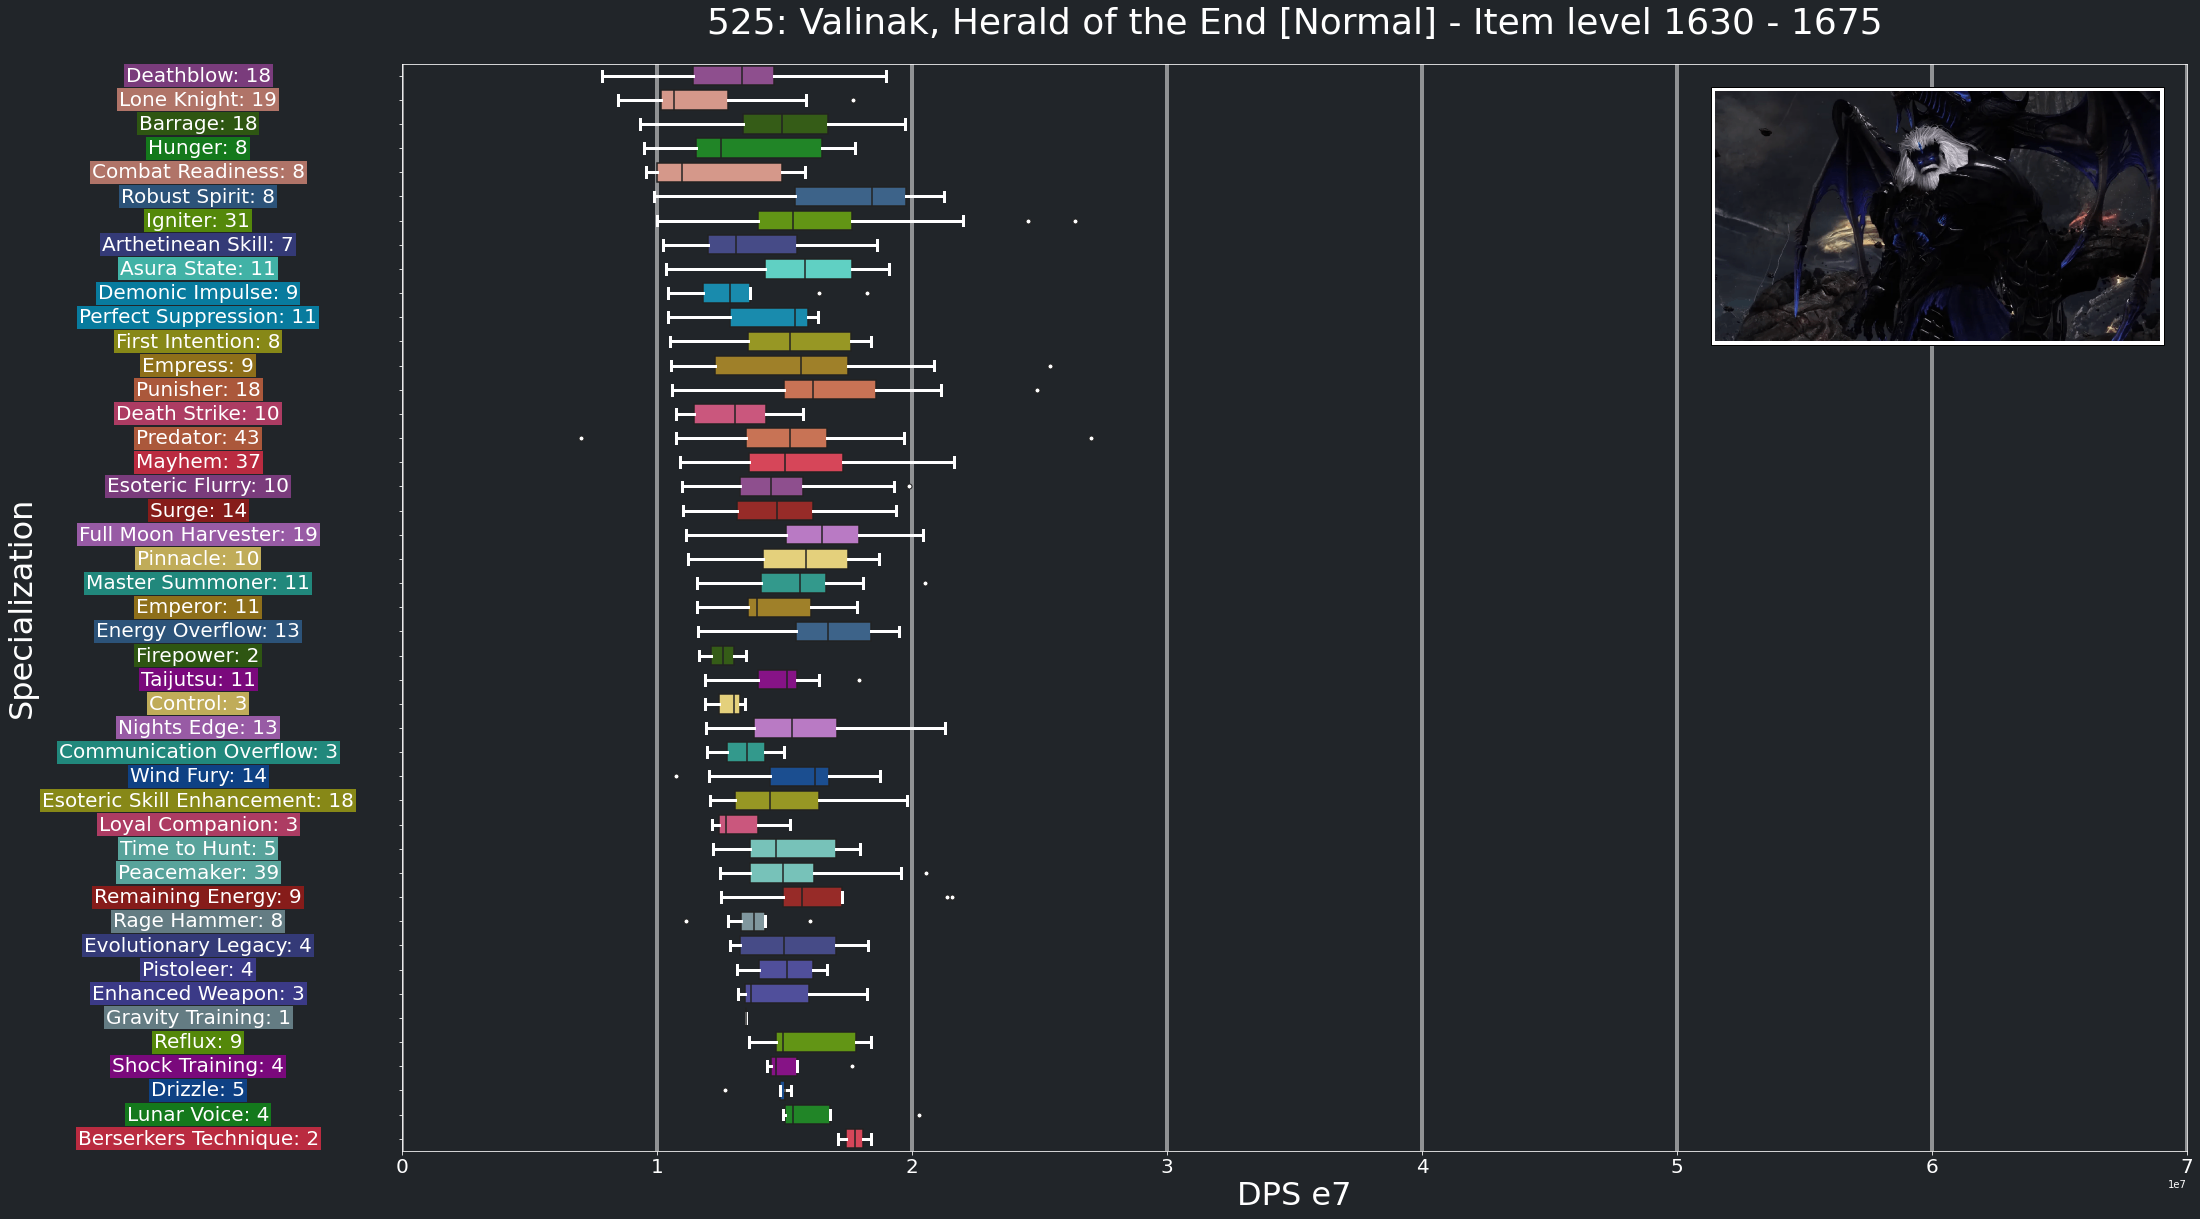 525: Valinak, Herald of the End [Normal] - Item level 1630 - 1675
Specialization
Deathblow: 18
Lone Knight: 19
Barrage: 18
Hunger: 8
Combat Readiness: 8
Robust Spirit: 8
Igniter: 31
Arthetinean Skill: 7
Asura State: 11
Demonic Impulse: 9
Perfect Suppression: 11
First Intention: 8
Empress: 9
Punisher: 18
Death Strike: 10
Predator: 43
Mayhem: 37
Esoteric Flurry: 10
Surge: 14
Full Moon Harvester: 19
Pinnacle: 10
Master Summoner: 11
Emperor: 11
Energy Overflow: 13
Firepower: 2
Taijutsu: 11
Control: 3
Nights Edge: 13
Communication Overflow: 3
Wind Fury: 14
Esoteric Skill Enhancement: 18
Loyal Companion: 3
Time to Hunt: 5
Peacemaker: 39
Remaining Energy: 9
Rage Hammer: 8
Evolutionary Legacy: 4
Pistoleer: 4
Enhanced Weapon: 3
Gravity Training: 1
Reflux: 9
Shock Training: 4
Drizzle: 5
Lunar Voice: 4
Berserkers Technique: 2
0 1 2 3 4 5 6 7
1e7
DPS e7